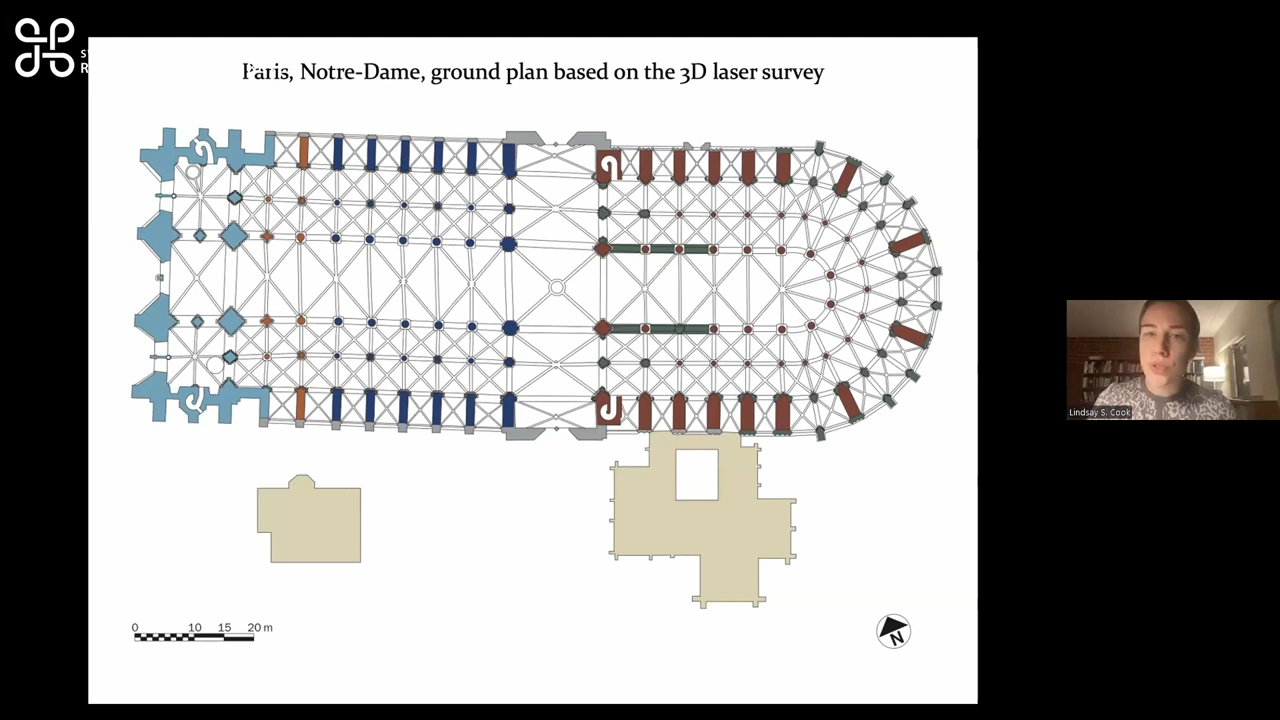 S
R
Paris, Notre-Dame, ground plan based on the 3D laser survey
Lindsay S. Cook
0 10 15 20 m
N